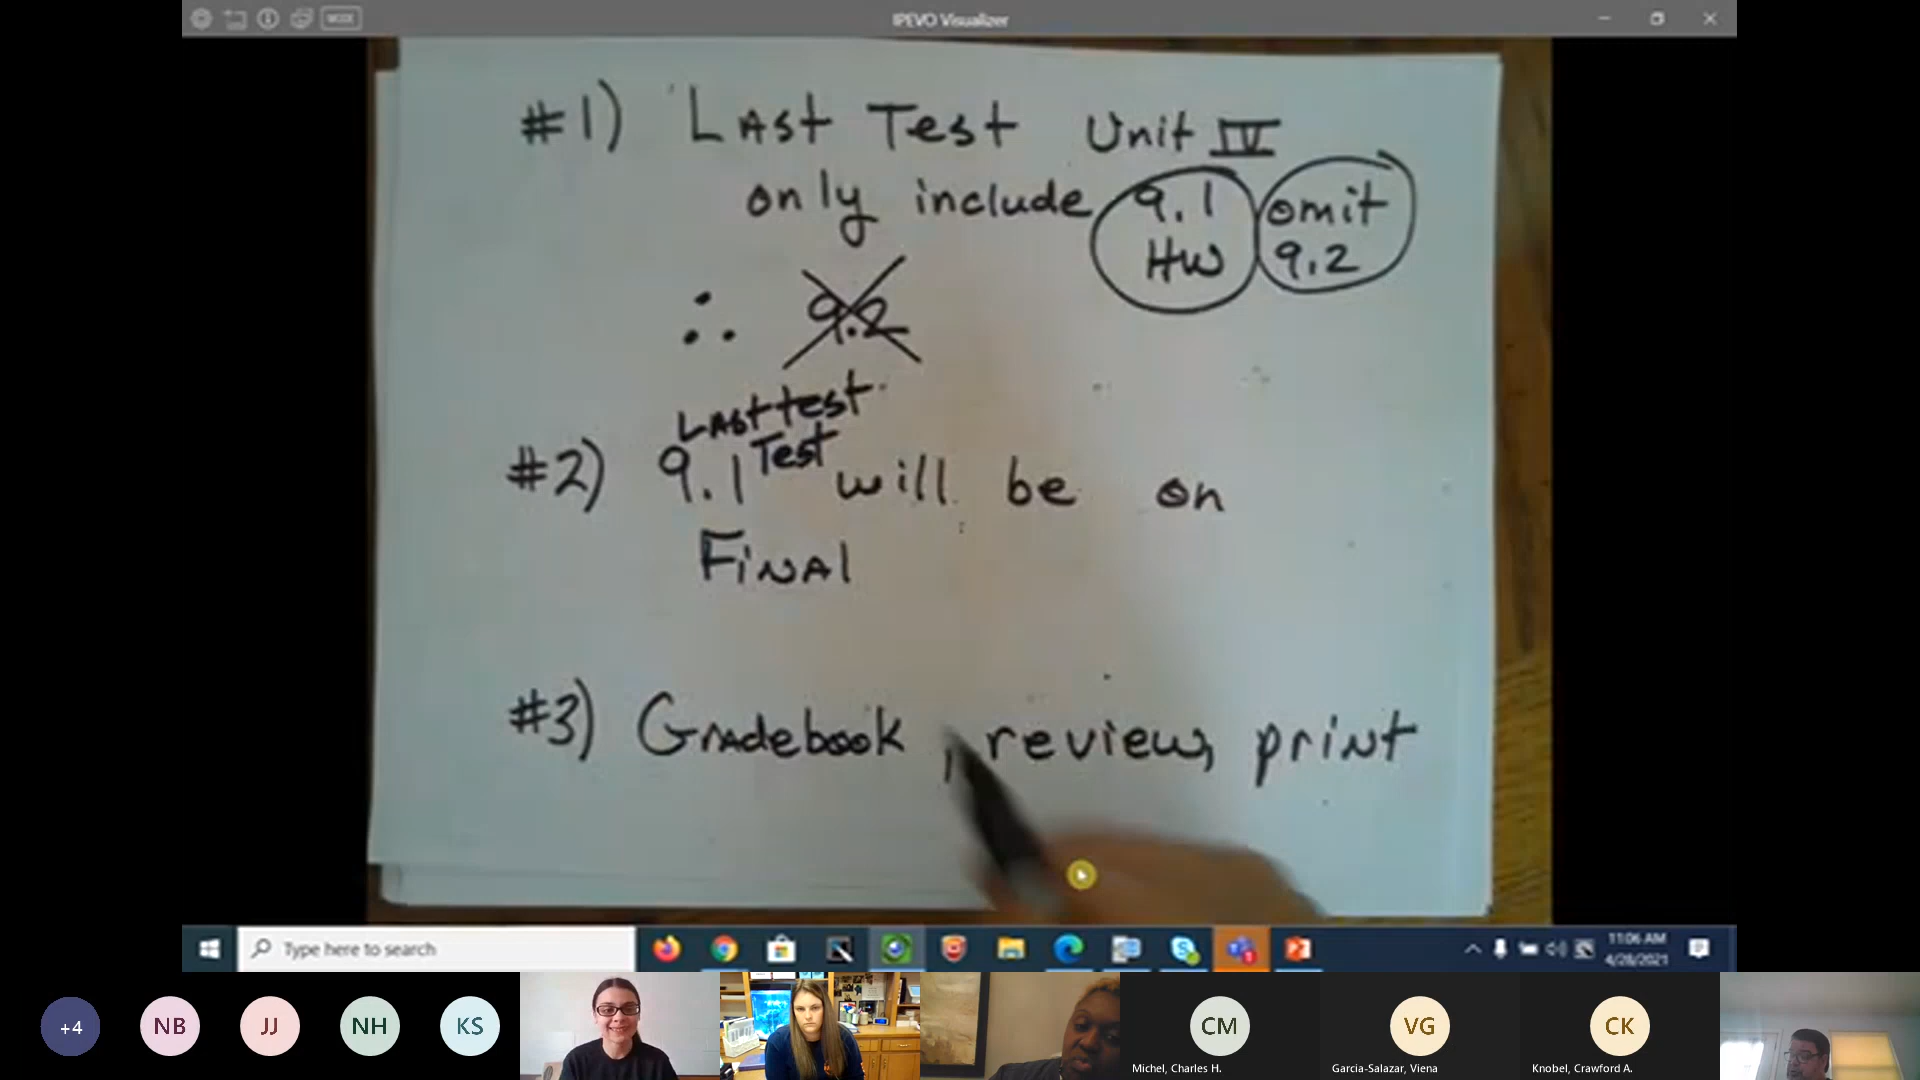 IPEVO Visualizer
MODE
#1) Last Test Unit IV
only include 9.1 omit
HW 9.2
∴ 9.2
Last test
Test
#2) 9.1 will be on
Final
#3) Gradebook, review, print
Type here to search
11:06 AM
4/28/2021
+4
NB
JJ
NH
KS
CM
VG
CK
Michel, Charles H.
Garcia-Salazar, Viena
Knobel, Crawford A.